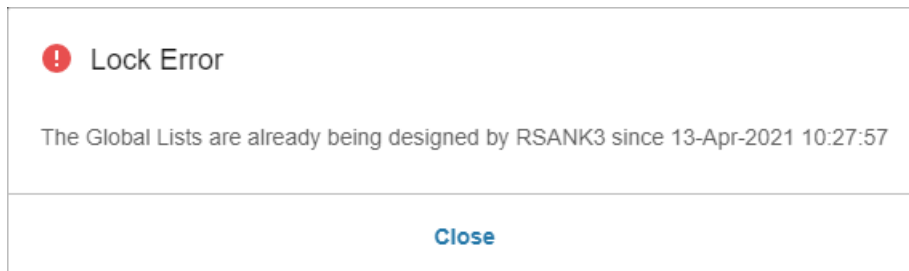 Lock Error
The Global Lists are already being designed by RSANK3 since 13-Apr-2021 10:27:57
Close